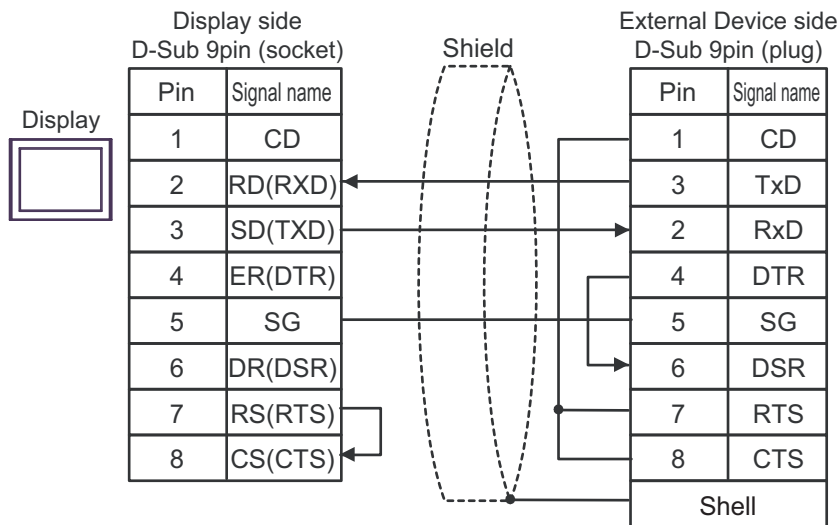 Display side
D-Sub 9pin (socket)
Shield
External Device side
D-Sub 9pin (plug)
Display
Pin Signal name
1 CD
2 RD(RXD)
3 SD(TXD)
4 ER(DTR)
5 SG
6 DR(DSR)
7 RS(RTS)
8 CS(CTS)
Pin Signal name
1 CD
3 TxD
2 RxD
4 DTR
5 SG
6 DSR
7 RTS
8 CTS
Shell